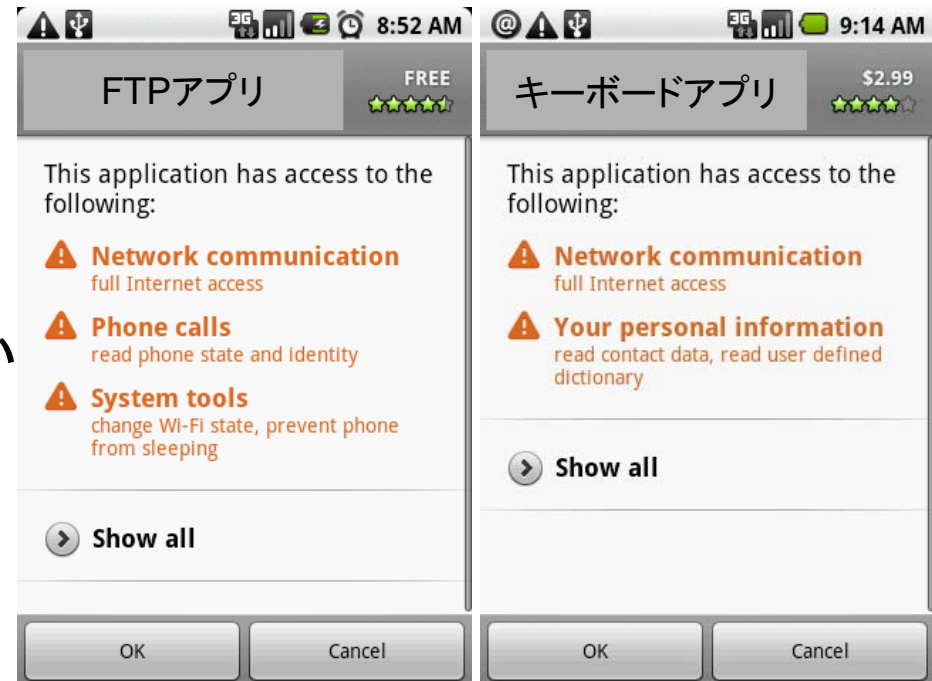 8:52 AM
FTPアプリ
FREE
This application has access to the
following:
Network communication
full Internet access
Phone calls
read phone state and identity
System tools
change Wi-Fi state, prevent phone
from sleeping
Show all
OK
Cancel
い
9:14 AM
キーボードアプリ
$2.99
This application has access to the
following:
Network communication
full Internet access
Your personal information
read contact data, read user defined
dictionary
Show all
OK
Cancel